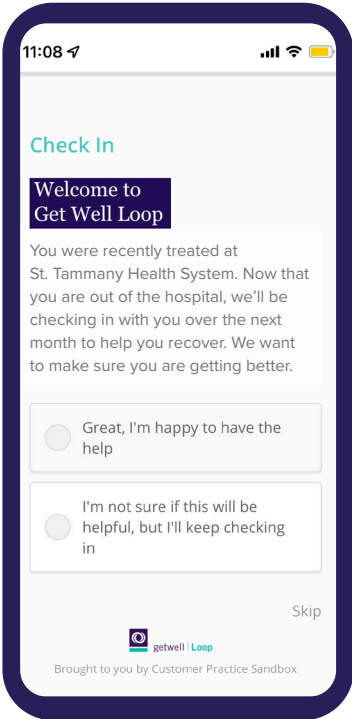 11:08
Check In
Welcome to
Get Well Loop
You were recently treated at
St. Tammany Health System. Now that
you are out of the hospital, we’ll be
checking in with you over the next
month to help you recover. We want
to make sure you are getting better.
Great, I'm happy to have the
help
I'm not sure if this will be
helpful, but I'll keep checking
in
Skip
getwell | Loop
Brought to you by Customer Practice Sandbox